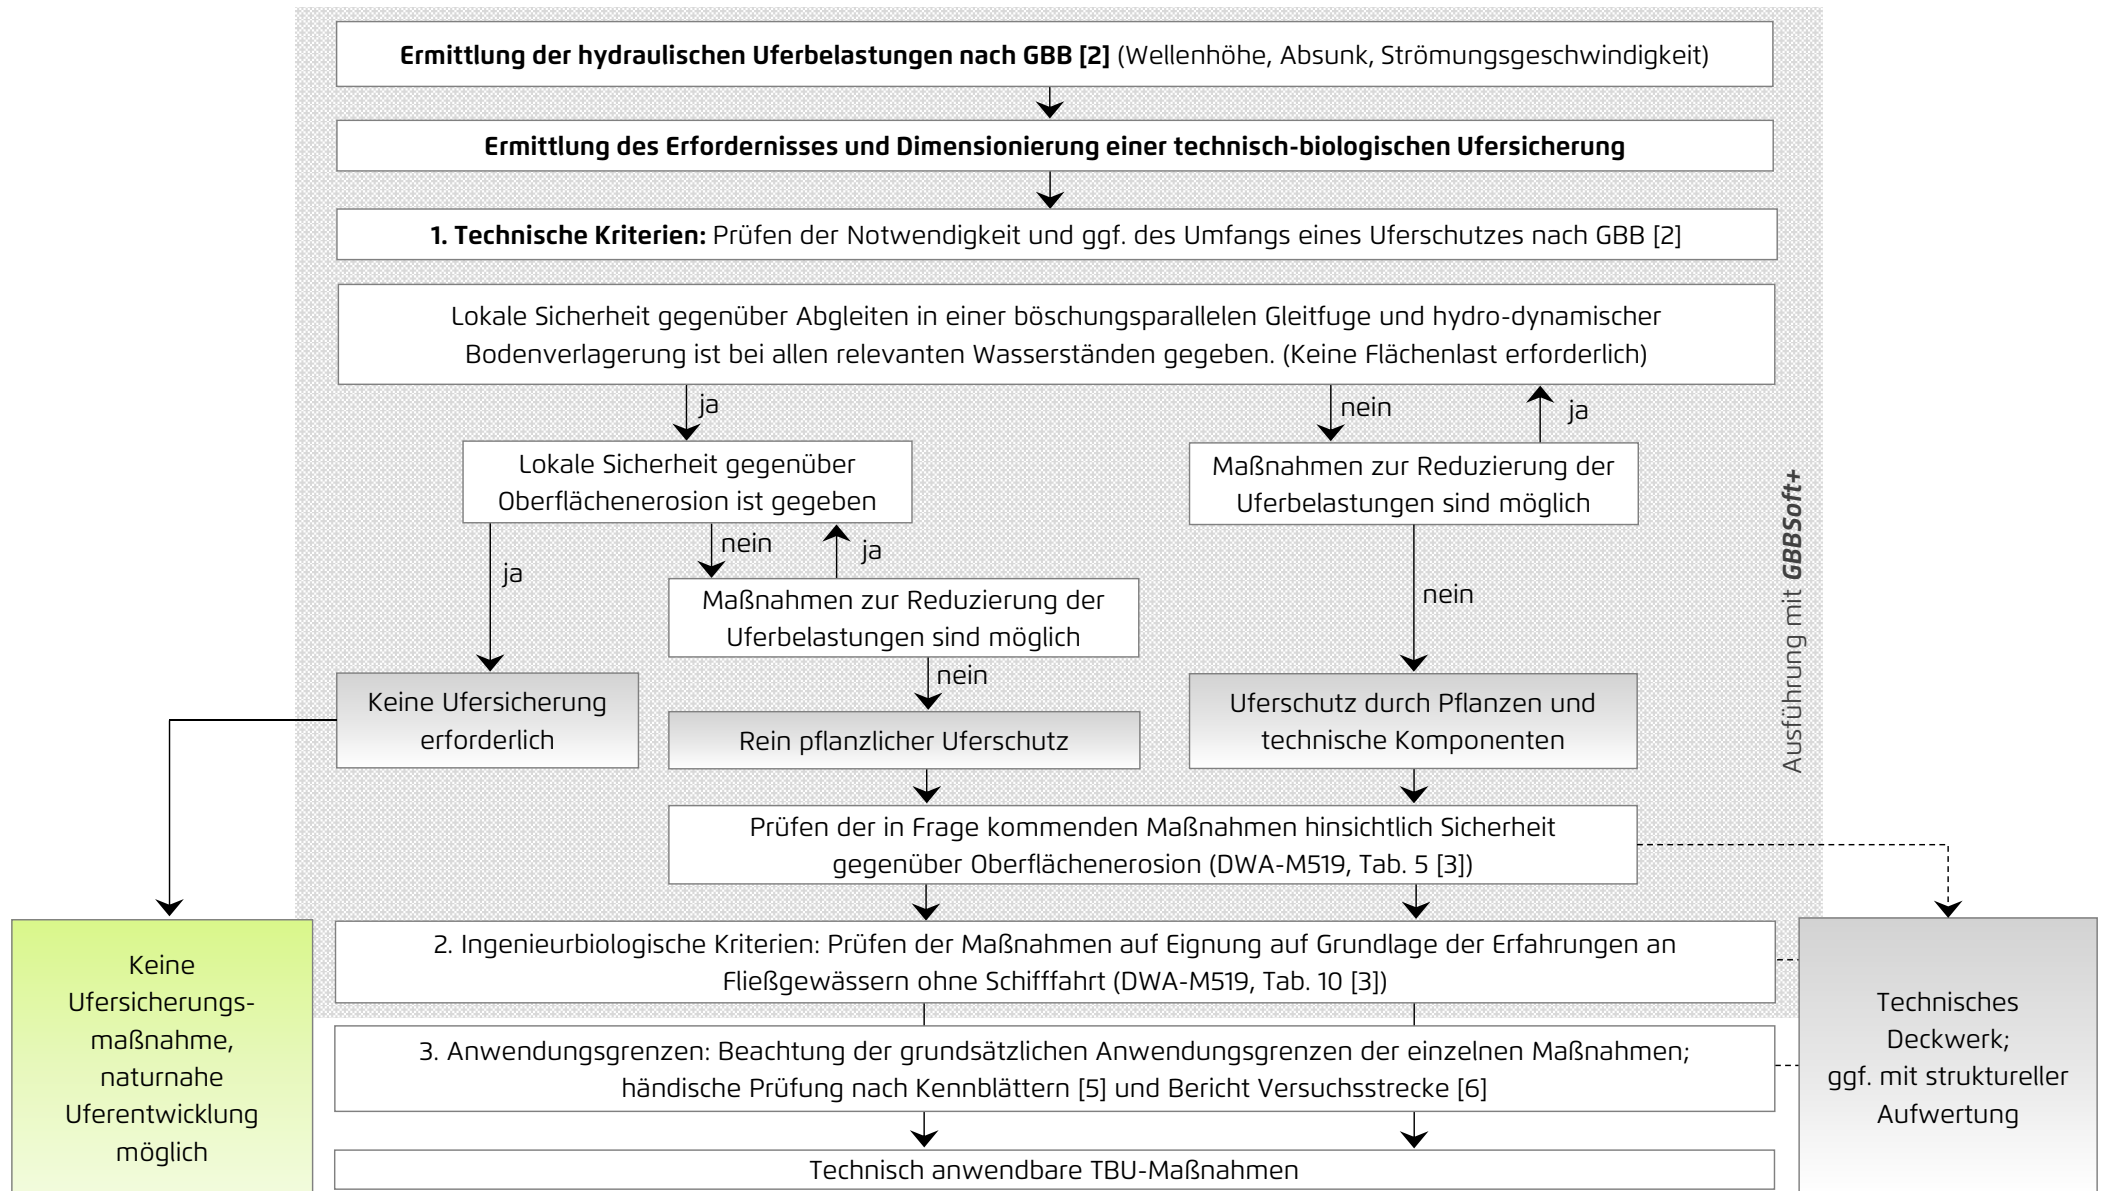 Ermittlung der hydraulischen Uferbelastungen nach GBB [2] (Wellenhöhe, Absunk, Strömungsgeschwindigkeit)
Ermittlung des Erfordernisses und Dimensionierung einer technisch-biologischen Ufersicherung
1. Technische Kriterien: Prüfen der Notwendigkeit und ggf. des Umfangs eines Uferschutzes nach GBB [2]
Lokale Sicherheit gegenüber Abgleiten in einer böschungsparallelen Gleitfuge und hydro-dynamischer
Bodenverlagerung ist bei allen relevanten Wasserständen gegeben. (Keine Flächenlast erforderlich)
ja
nein
ja
Lokale Sicherheit gegenüber
Oberflächenerosion ist gegeben
Maßnahmen zur Reduzierung der
Uferbelastungen sind möglich
ja
nein
ja
Maßnahmen zur Reduzierung der
Uferbelastungen sind möglich
nein
nein
Keine Ufersicherung
erforderlich
Rein pflanzlicher Uferschutz
Uferschutz durch Pflanzen und
technische Komponenten
Ausführung mit GBBSoft+
Prüfen der in Frage kommenden Maßnahmen hinsichtlich Sicherheit
gegenüber Oberflächenerosion (DWA-M519, Tab. 5 [3])
2. Ingenieurbiologische Kriterien: Prüfen der Maßnahmen auf Eignung auf Grundlage der Erfahrungen an
Fließgewässern ohne Schifffahrt (DWA-M519, Tab. 10 [3])
3. Anwendungsgrenzen: Beachtung der grundsätzlichen Anwendungsgrenzen der einzelnen Maßnahmen;
händische Prüfung nach Kennblättern [5] und Bericht Versuchsstrecke [6]
Technisch anwendbare TBU-Maßnahmen
Keine
Ufersicherungs-
maßnahme,
naturnahe
Uferentwicklung
möglich
Technisches
Deckwerk;
ggf. mit struktureller
Aufwertung